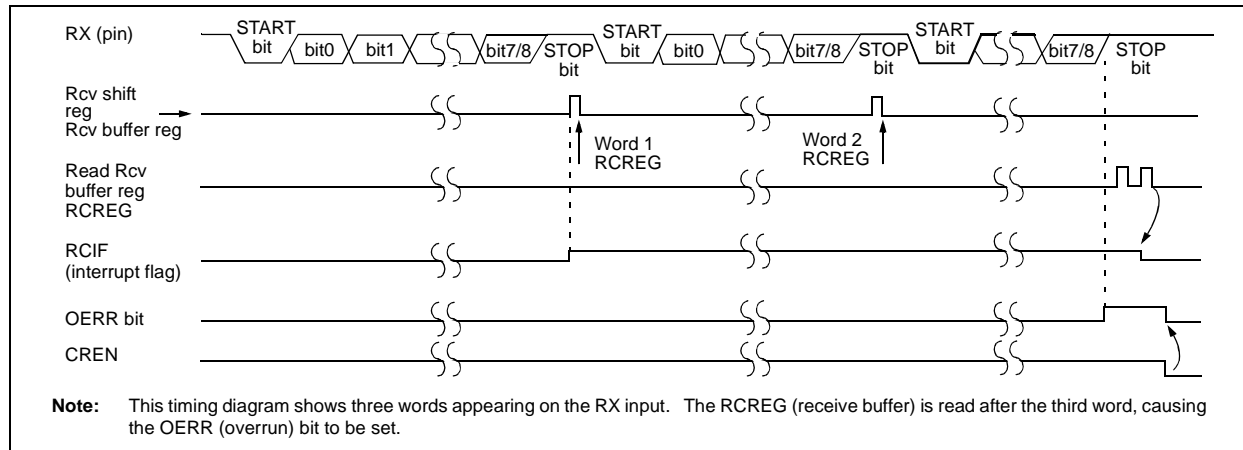 RX (pin)
START
bit
bit0
bit1
bit7/8
STOP
bit
START
bit
bit0
bit7/8
STOP
bit
START
bit
bit7/8
STOP
bit
Rcv shift
reg
Rcv buffer reg
Word 1
RCREG
Word 2
RCREG
Read Rcv
buffer reg
RCREG
RCIF
(interrupt flag)
OERR bit
CREN
Note: This timing diagram shows three words appearing on the RX input. The RCREG (receive buffer) is read after the third word, causing
the OERR (overrun) bit to be set.